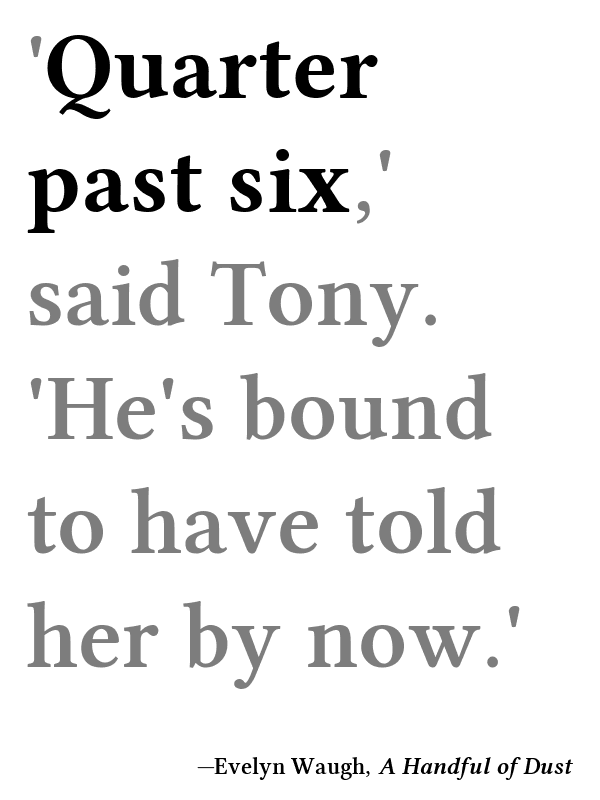 'Quarter
past six,'
said Tony.
'He's bound
to have told
her by now.'
—Evelyn Waugh, A Handful of Dust